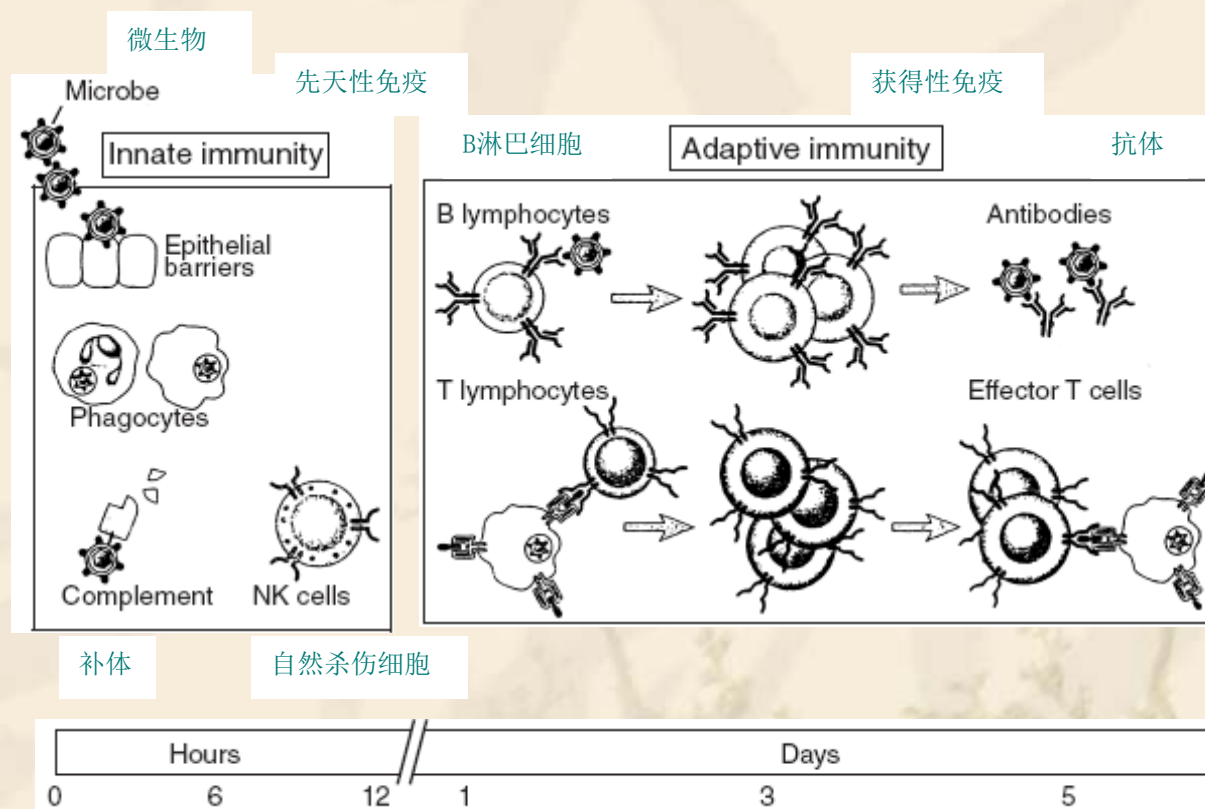 微生物
先天性免疫
获得性免疫
Microbe
Innate immunity
B淋巴细胞
Adaptive immunity
抗体
Epithelial
barriers
Phagocytes
Complement
NK cells
B lymphocytes
Antibodies
T lymphocytes
Effector T cells
补体
自然杀伤细胞
Hours
Days
0
6
12
1
3
5